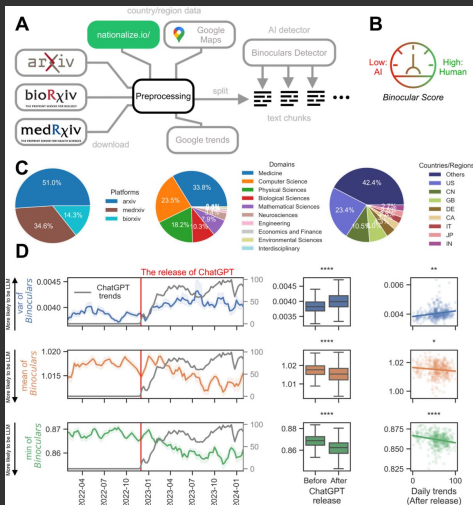 A
country/region data
nationalize.io/
Google
Maps
AI detector
Binoculars Detector
arXiv
bioRxiv
THE PREPRINT SERVER FOR BIOLOGY
medRxiv
THE PREPRINT SERVER FOR HEALTH SCIENCES
Preprocessing
split
text chunks
download
Google trends
B
Low:
AI
High:
Human
Binocular Score
C
51.0%
34.6%
14.3%
Platforms
arxiv
medrxiv
biorxiv
33.8%
23.5%
18.2%
10.3%
7.9%
Domains
Medicine
Computer Science
Physical Sciences
Biological Sciences
Mathematical Sciences
Neurosciences
Engineering
Economics and Finance
Environmental Sciences
Interdisciplinary
42.4%
23.4%
10.5%
Countries/Regions
Others
US
CN
GB
DE
CA
IT
JP
IN
D
The release of ChatGPT
More likely to be LLM
var of
Binoculars
0.0045
0.0040
ChatGPT
trends
100
50
0
****
0.0045
0.0040
0.0035
**
0.006
0.004
More likely to be LLM
mean of
Binoculars
1.020
1.015
100
50
0
****
1.02
1.01
*
1.04
1.02
1.00
More likely to be LLM
min of
Binoculars
0.87
0.86
100
50
0
****
0.88
0.86
****
0.875
0.850
2022-04
2022-07
2022-10
2023-01
2023-04
2023-07
2023-10
2024-01
Before After
ChatGPT
release
0 100
Daily trends
(After release)